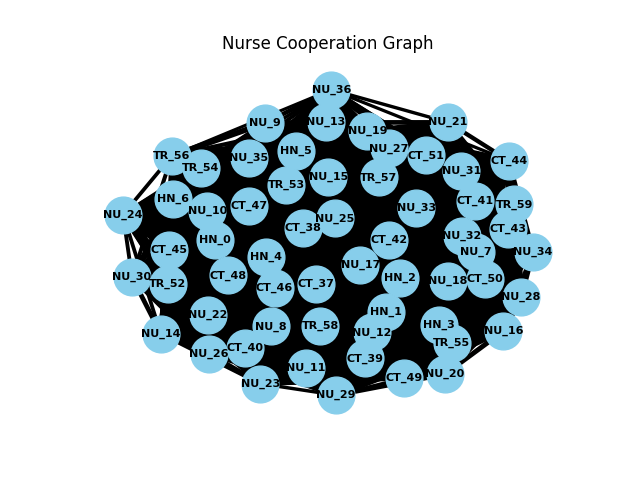 Nurse Cooperation Graph
NU_36
NU_9
NU_13
NU_21
NU_19
NU_27
HN_5
CT_51
TR_56
NU_35
CT_44
TR_54
NU_31
NU_15
TR_57
TR_53
HN_6
CT_41
TR_59
CT_47
NU_33
NU_10
NU_24
NU_25
CT_38
CT_43
NU_32
HN_0
CT_42
CT_45
NU_7
NU_34
HN_4
NU_17
CT_48
NU_30
HN_2
CT_50
NU_18
TR_52
CT_37
CT_46
NU_28
HN_1
NU_22
HN_3
NU_8
TR_58
NU_16
NU_12
NU_14
TR_55
CT_40
NU_26
CT_39
NU_11
NU_20
CT_49
NU_23
NU_29